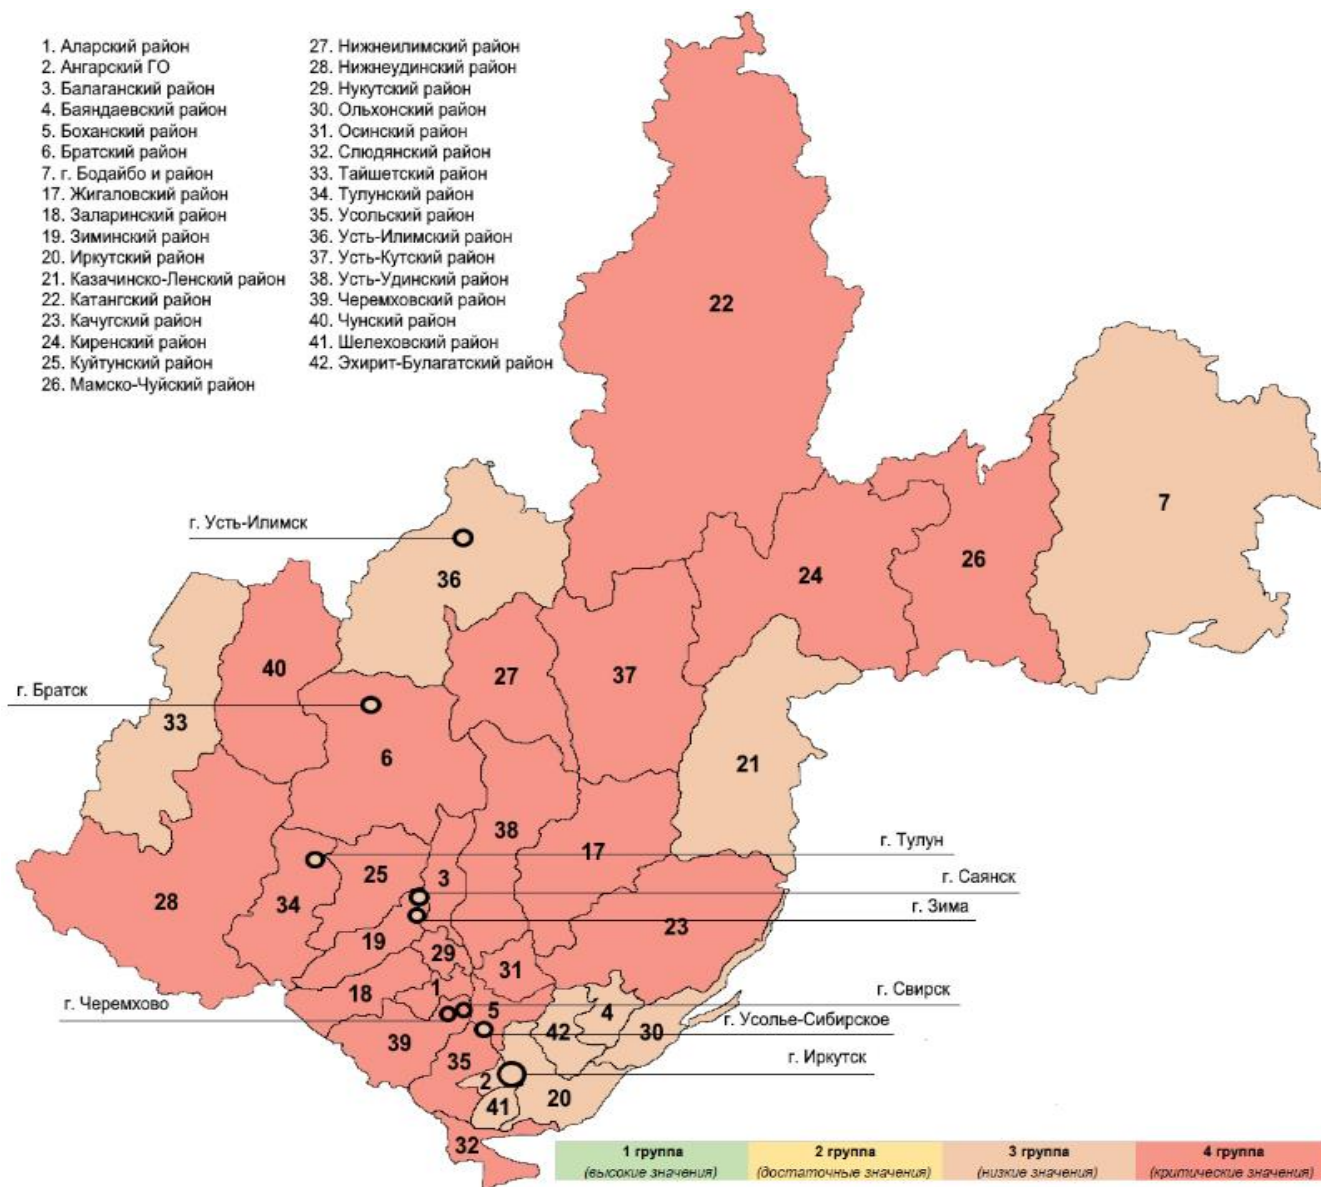 1. Аларский район
2. Ангарский ГО
3. Балаганский район
4. Баяндаевский район
5. Боханский район
6. Братский район
7. г. Бодайбо и район
17. Жигаловский район
18. Заларинский район
19. Зиминский район
20. Иркутский район
21. Казачинско-Ленский район
22. Катангский район
23. Качугский район
24. Киренский район
25. Куйтунский район
26. Мамско-Чуйский район
27. Нижнеилимский район
28. Нижнеудинский район
29. Нукутский район
30. Ольхонский район
31. Осинский район
32. Слюдянский район
33. Тайшетский район
34. Тулунский район
35. Усольский район
36. Усть-Илимский район
37. Усть-Кутский район
38. Усть-Удинский район
39. Черемховский район
40. Чунский район
41. Шелеховский район
42. Эхирит-Булагатский район
22
7
г. Усть-Илимск
36
24
26
40
27
37
г. Братск
33
6
21
38
17
г. Тулун
25
3
г. Саянск
28
34
г. Зима
23
19
29
31
18
1
г. Свирск
г. Черемхово
5
4
г. Усолье-Сибирское
42
30
39
35
г. Иркутск
2
20
41
32
1 группа
(высокие значения)
2 группа
(достаточные значения)
3 группа
(низкие значения)
4 группа
(критические значения)